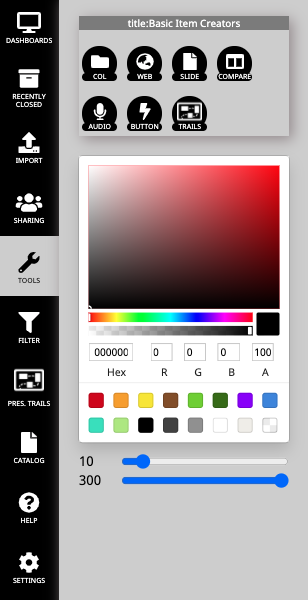 DASHBOARDS
RECENTLY
CLOSED
IMPORT
SHARING
TOOLS
FILTER
PRES. TRAILS
CATALOG
HELP
SETTINGS
title:Basic Item Creators
COL WEB SLIDE COMPARE
AUDIO BUTTON TRAILS
000000 0 0 0 100
Hex R G B A
10
300